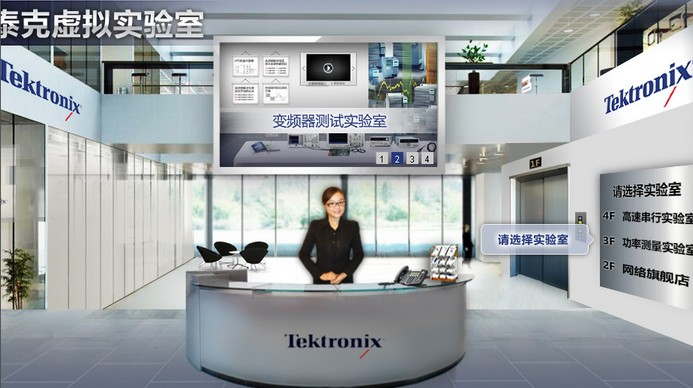 泰克虚拟实验室
Tektronix
变频器测试实验室
1 2 3 4
Tektronix
1F
请选择实验室
4F 高速串行实验室
3F 功率测量实验室
2F 网络旗舰店
请选择实验室
Tektronix